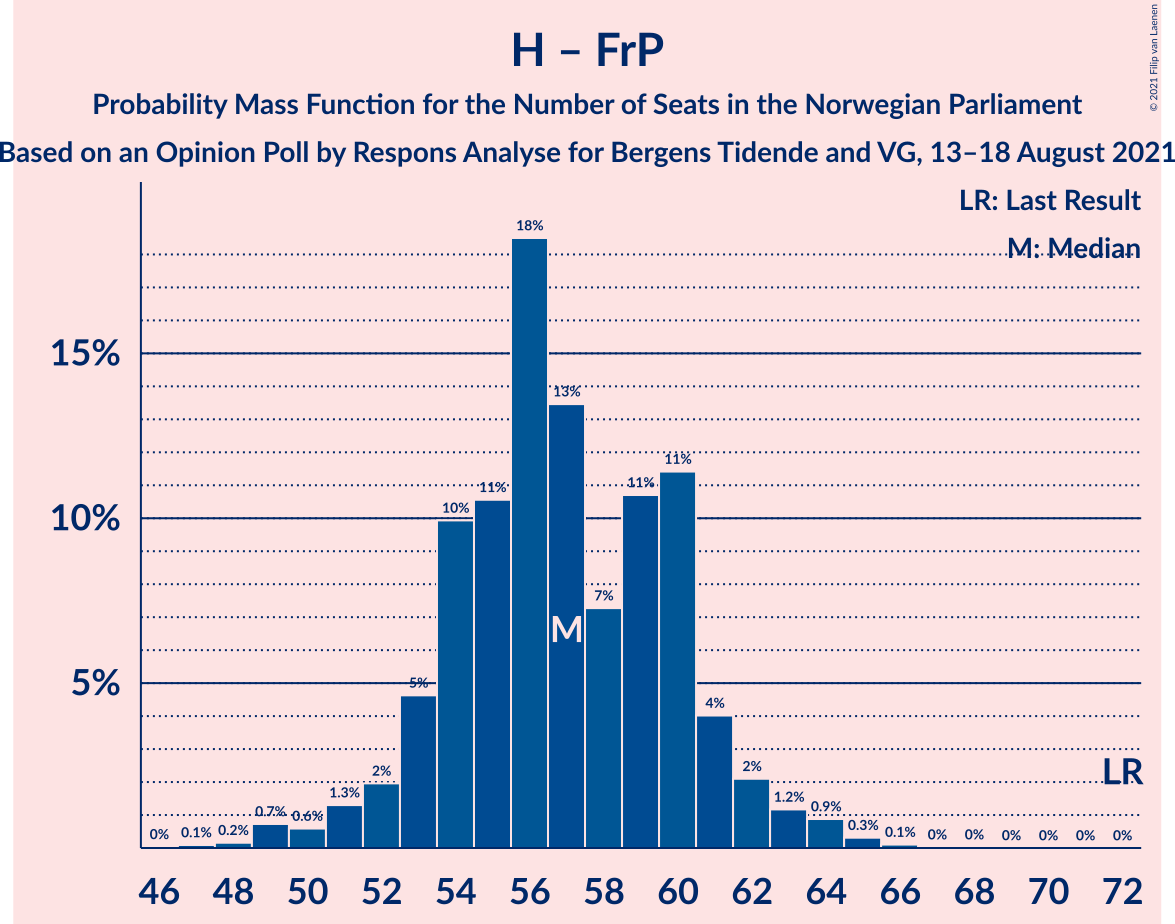 H – FrP
Probability Mass Function for the Number of Seats in the Norwegian Parliament
Based on an Opinion Poll by Respons Analyse for Bergens Tidende and VG, 13–18 August 2021
© 2021 Filip van Laenen
LR: Last Result
M: Median
15%
10%
5%
0% 0.1% 0.2% 0.7% 0.6% 1.3% 2% 5% 10% 11% 18% 13% 7% 11% 11% 4% 2% 1.2% 0.9% 0.3% 0.1% 0% 0% 0% 0% 0% 0%
M
LR
46 48 50 52 54 56 58 60 62 64 66 68 70 72